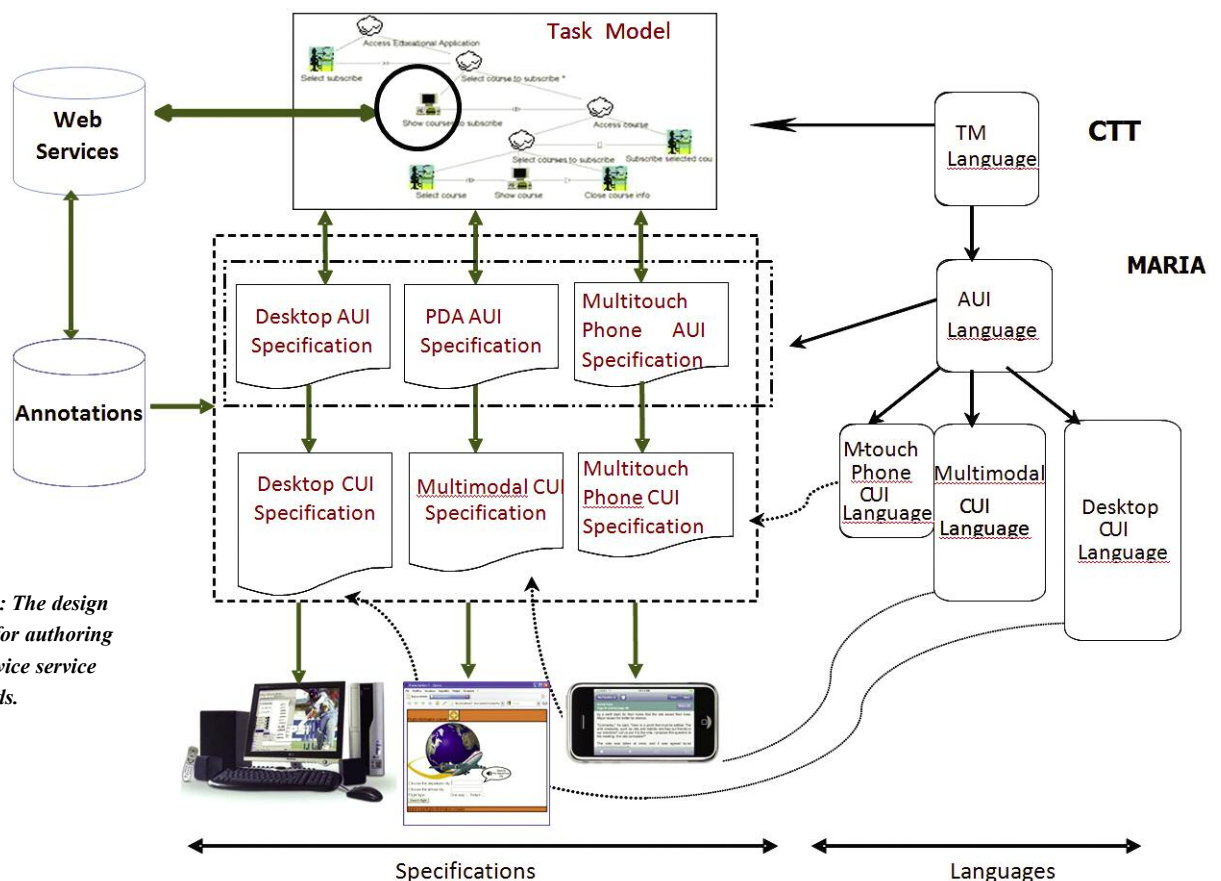 Task Model
Access Educational Application
Select subscribe
Select course to subscribe *
Show courses to subscribe
Access course
Select courses to subscribe
Subscribe selected cou
Select course
Show course
Close course info
Web
Services
Annotations
Desktop AUI
Specification
PDA AUI
Specification
Multitouch
Phone AUI
Specification
Desktop CUI
Specification
Multimodal CUI
Specification
Multitouch
Phone CUI
Specification
: The design
for authoring
vice service
ds.
TM
Language
CTT
MARIA
AUI
Language
M-touch
Phone
CUI
Language
Multimodal
CUI
Language
Desktop
CUI
Language
Specifications
Languages